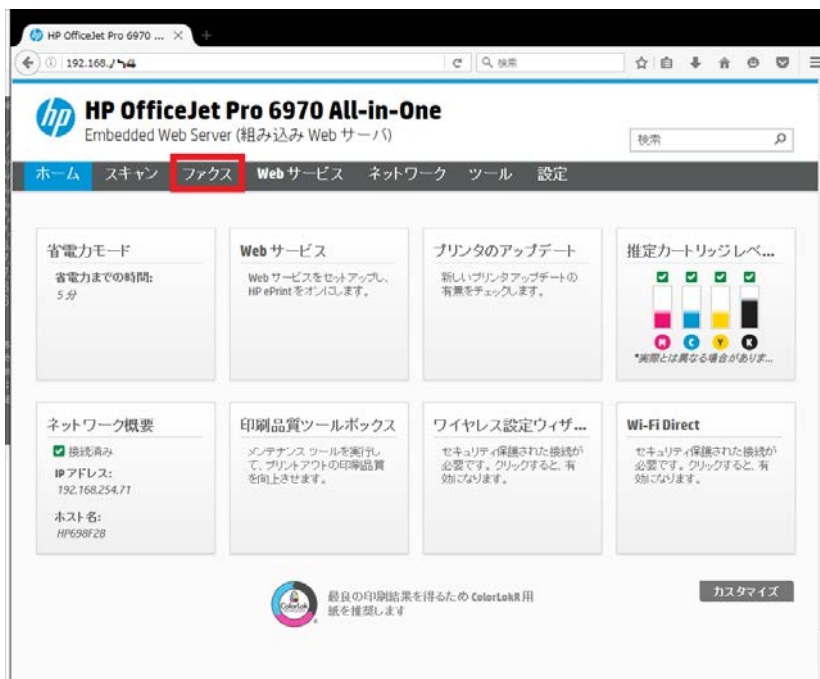 HP OfficeJet Pro 6970 ...
192.168.
検索
HP OfficeJet Pro 6970 All-in-One
Embedded Web Server (組み込み Web サーバ)
検索
ホーム スキャン ファクス Web サービス ネットワーク ツール 設定
省電力モード
省電力までの時間:
5 分
Web サービス
Web サービスをセットアップし、
HP ePrint をオンにします。
プリンタのアップデート
新しいプリンタアップデートの
有無をチェックします。
推定カートリッジレベ...
M C Y K
*実際とは異なる場合がありま...
ネットワーク概要
接続済み
IP アドレス:
192.168.254.71
ホスト名:
HP698F28
印刷品質ツールボックス
メンテナンス ツールを実行し
て、プリントアウトの印刷品質
を向上させます。
ワイヤレス設定ウィザ...
セキュリティ保護された接続が
必要です。クリックすると、有
効になります。
Wi-Fi Direct
セキュリティ保護された接続が
必要です。クリックすると、有
効になります。
ColorLok
最良の印刷結果を得るため ColorLokR 用
紙を推奨します
カスタマイズ